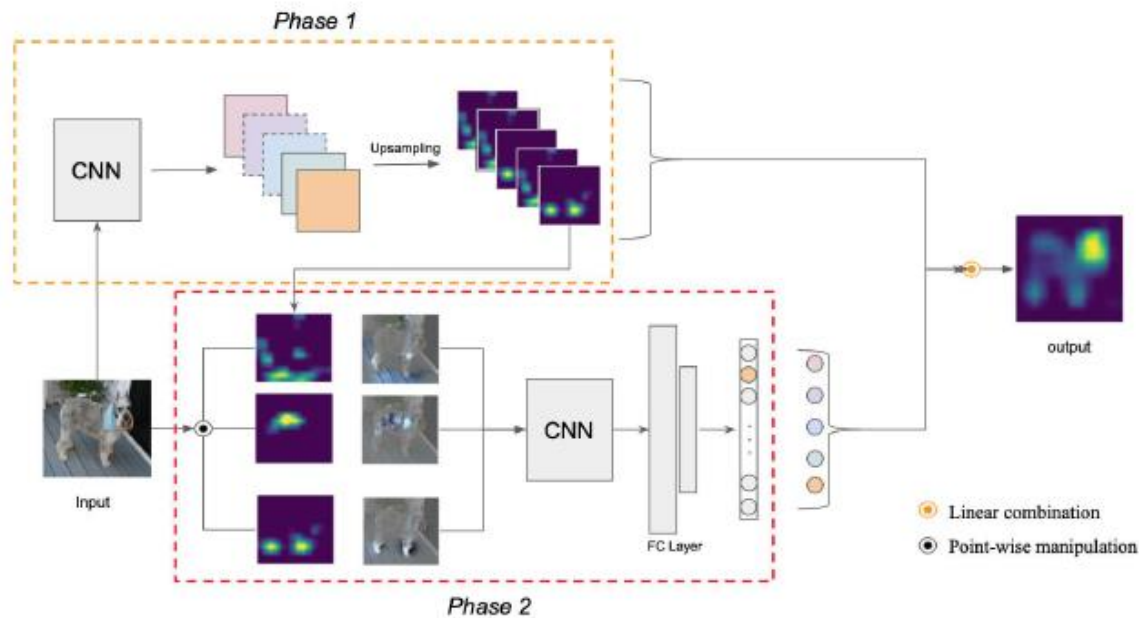 Phase 1
CNN
Upsampling
Input
CNN
FC Layer
output
Linear combination
Point-wise manipulation
Phase 2